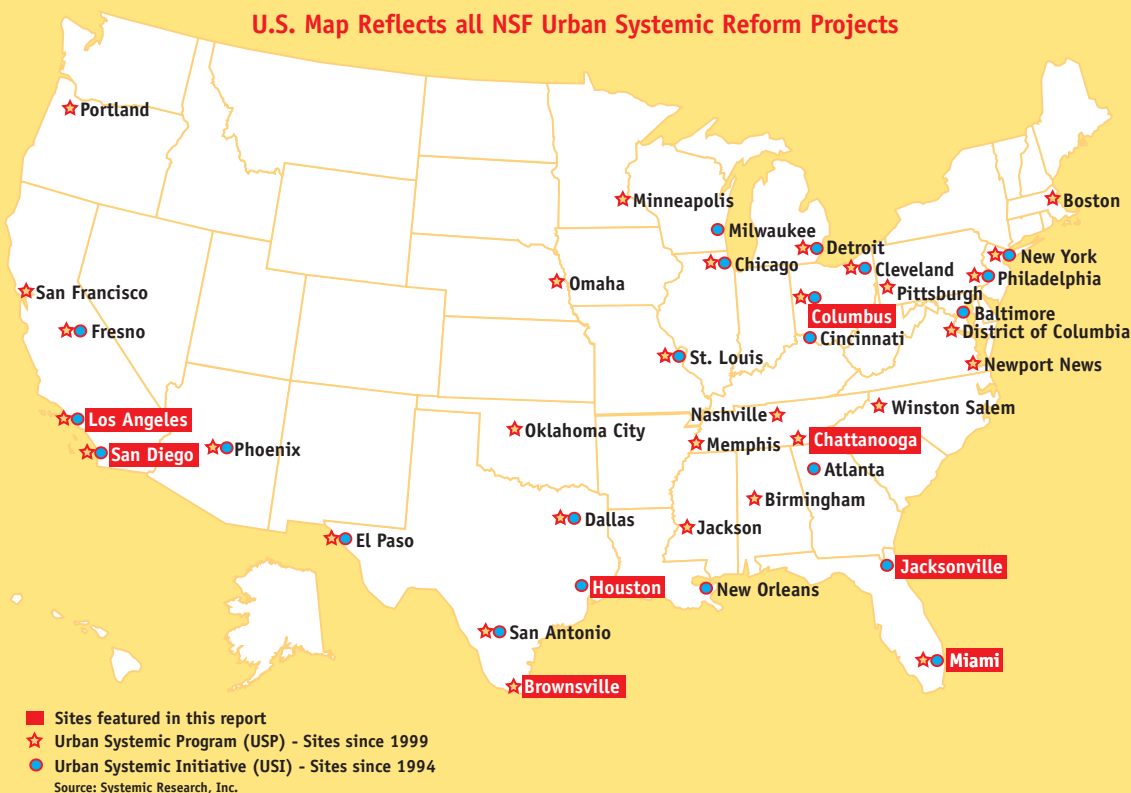 U.S. Map Reflects all NSF Urban Systemic Reform Projects
Portland
Minneapolis
Boston
Milwaukee
Detroit
New York
Chicago
Cleveland
Philadelphia
Omaha
Pittsburgh
San Francisco
Columbus
Baltimore
Fresno
Cincinnati
District of Columbia
St. Louis
Newport News
Los Angeles
Nashville
Winston Salem
Oklahoma City
Memphis
Chattanooga
San Diego
Phoenix
Atlanta
Birmingham
Dallas
Jackson
El Paso
Jacksonville
Houston
New Orleans
San Antonio
Miami
Brownsville
Sites featured in this report
Urban Systemic Program (USP) - Sites since 1999
Urban Systemic Initiative (USI) - Sites since 1994
Source: Systemic Research, Inc.